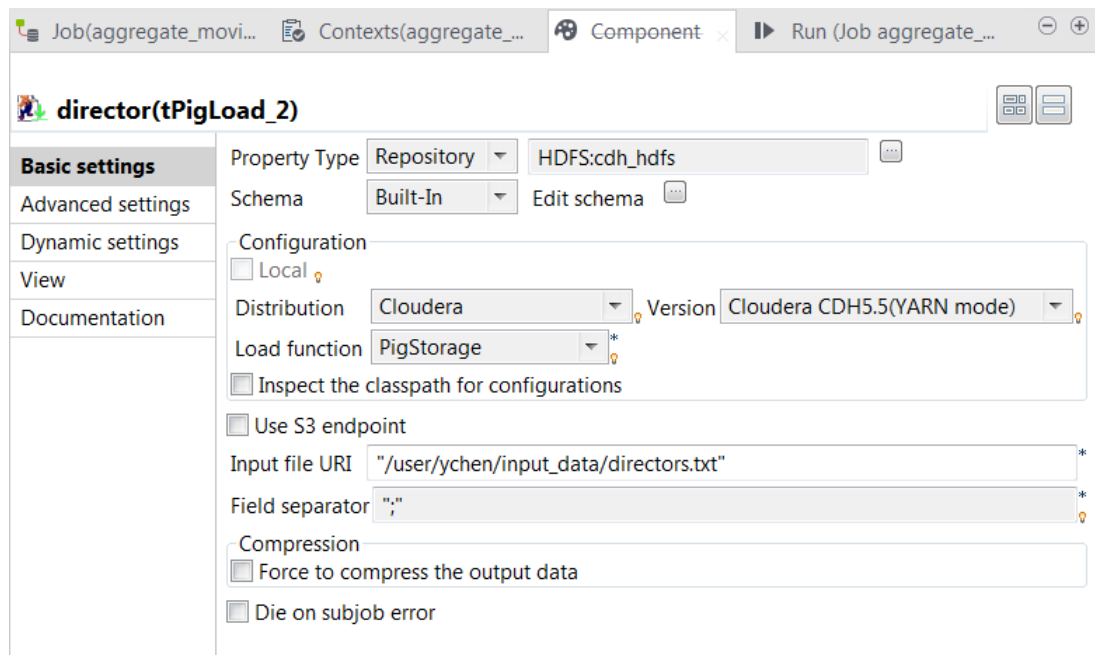 Job(aggregate_movi... Contexts(aggregate_... Component Run (Job aggregate_...
director(tPigLoad_2)
Basic settings
Advanced settings
Dynamic settings
View
Documentation
Property Type Repository HDFS:cdh_hdfs ...
Schema Built-In Edit schema ...
Configuration
Local
Distribution Cloudera Version Cloudera CDH5.5(YARN mode)
Load function PigStorage *
Inspect the classpath for configurations
Use S3 endpoint
Input file URI "/user/ychen/input_data/directors.txt" *
Field separator ";" *
Compression
Force to compress the output data
Die on subjob error